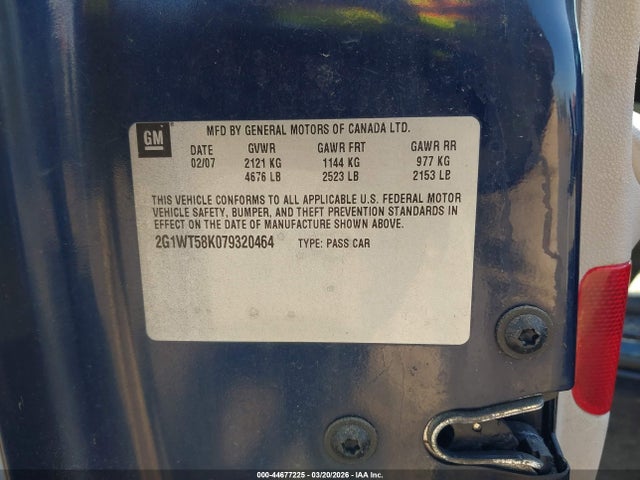 GM
MFD BY GENERAL MOTORS OF CANADA LTD.
DATE GVWR GAWR FRT GAWR RR
02/07 2121 KG 1144 KG 977 KG
4676 LB 2523 LB 2153 LB
THIS VEHICLE CONFORMS TO ALL APPLICABLE U.S. FEDERAL MOTOR
VEHICLE SAFETY, BUMPER, AND THEFT PREVENTION STANDARDS IN
EFFECT ON THE DATE OF MANUFACTURE SHOWN ABOVE.
2G1WT58K079320464 TYPE: PASS CAR
000-44677225 - 03/20/2026 - IAA Inc.